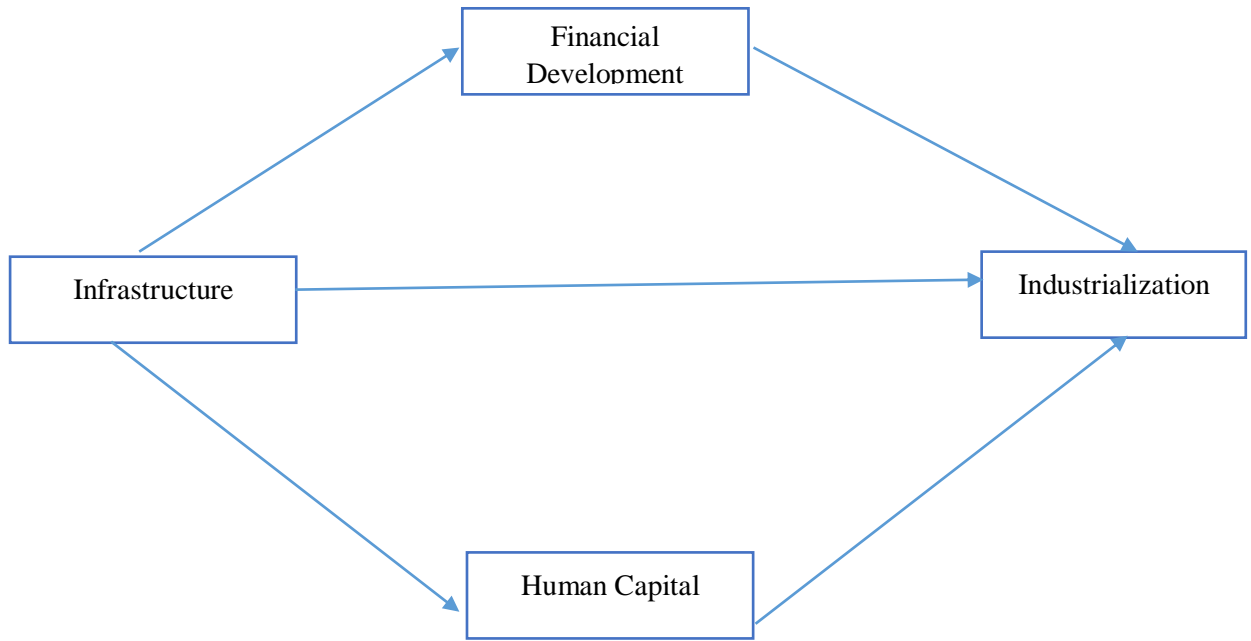 Financial
Development
Infrastructure
Industrialization
Human Capital